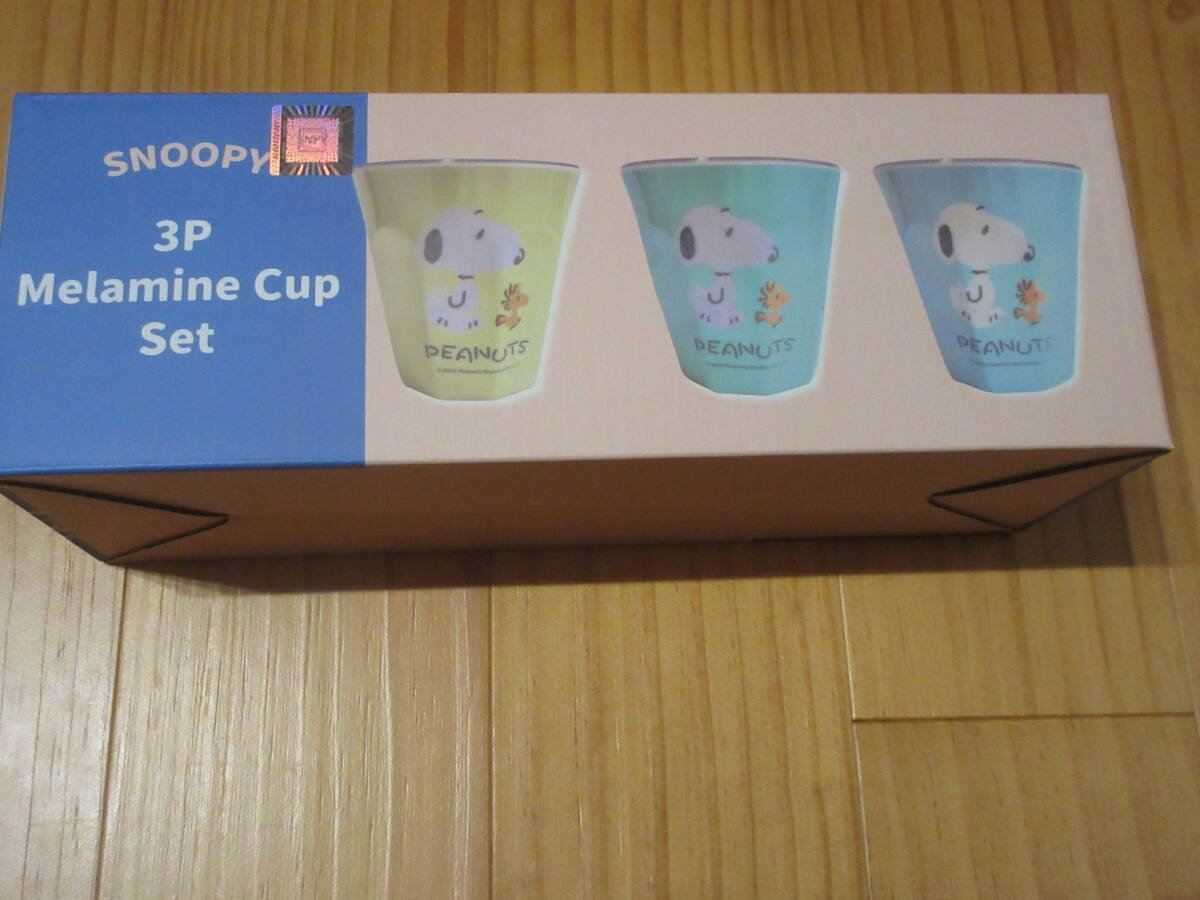 SNOOPY
3P
Melamine Cup
Set
PEANUTS
PEANUTS
PEANUTS